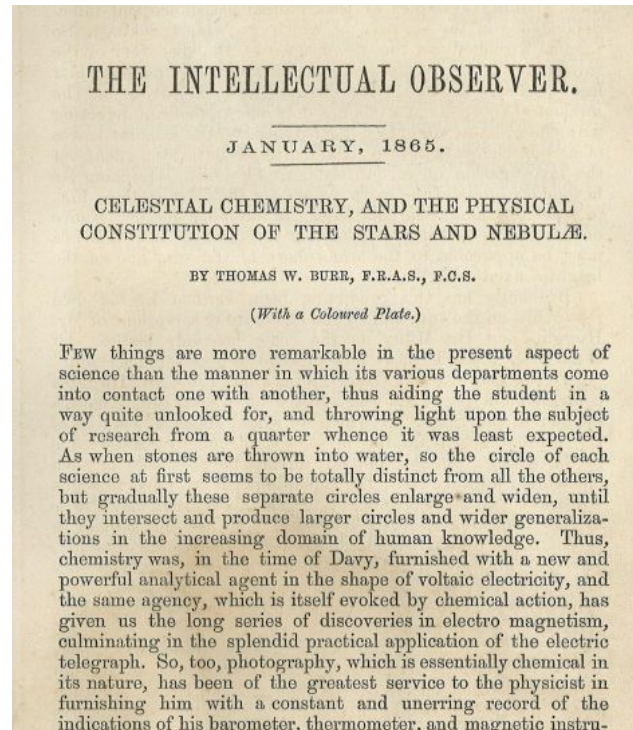 THE INTELLECTUAL OBSERVER.
JANUARY, 1865.
CELESTIAL CHEMISTRY, AND THE PHYSICAL
CONSTITUTION OF THE STARS AND NEBULÆ.
BY THOMAS W. BURR, F.R.A.S., F.C.S.
(With a Coloured Plate.)
FEW things are more remarkable in the present aspect of
science than the manner in which its various departments come
into contact one with another, thus aiding the student in a
way quite unlooked for, and throwing light upon the subject
of research from a quarter whence it was least expected.
As when stones are thrown into water, so the circle of each
science at first seems to be totally distinct from all the others,
but gradually these separate circles enlarge and widen, until
they intersect and produce larger circles and wider generaliza-
tions in the increasing domain of human knowledge. Thus,
chemistry was, in the time of Davy, furnished with a new and
powerful analytical agent in the shape of voltaic electricity, and
the same agency, which is itself evoked by chemical action, has
given us the long series of discoveries in electro magnetism,
culminating in the splendid practical application of the electric
telegraph. So, too, photography, which is essentially chemical in
its nature, has been of the greatest service to the physicist in
furnishing him with a constant and unerring record of the
indications of his barometer, thermometer, and magnetic instru-